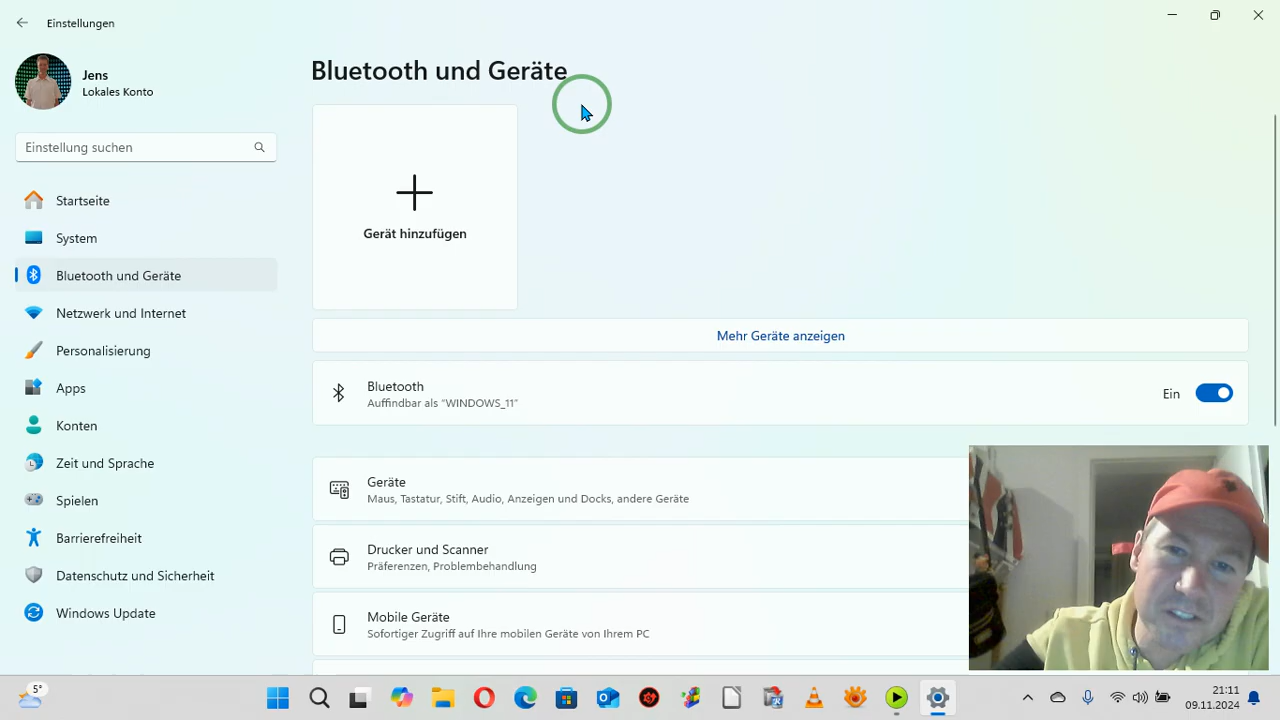 Einstellungen
Jens
Lokales Konto
Einstellung suchen
Startseite
System
Bluetooth und Geräte
Netzwerk und Internet
Personalisierung
Apps
Konten
Zeit und Sprache
Spielen
Barrierefreiheit
Datenschutz und Sicherheit
Windows Update
Bluetooth und Geräte
Gerät hinzufügen
Mehr Geräte anzeigen
Bluetooth
Auffindbar als “WINDOWS_11”
Ein
Geräte
Maus, Tastatur, Stift, Audio, Anzeigen und Docks, andere Geräte
Drucker und Scanner
Präferenzen, Problembehandlung
Mobile Geräte
Sofortiger Zugriff auf Ihre mobilen Geräte von Ihrem PC
5°
21:11
09.11.2024